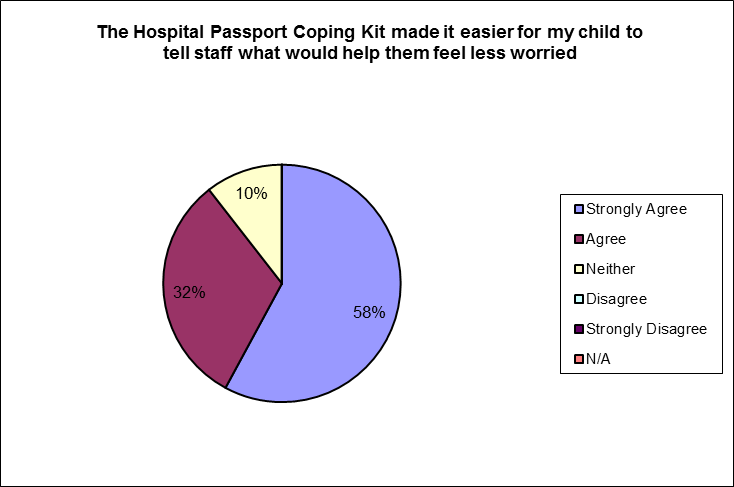 The Hospital Passport Coping Kit made it easier for my child to
tell staff what would help them feel less worried
10%
32%
58%
Strongly Agree
Agree
Neither
Disagree
Strongly Disagree
N/A